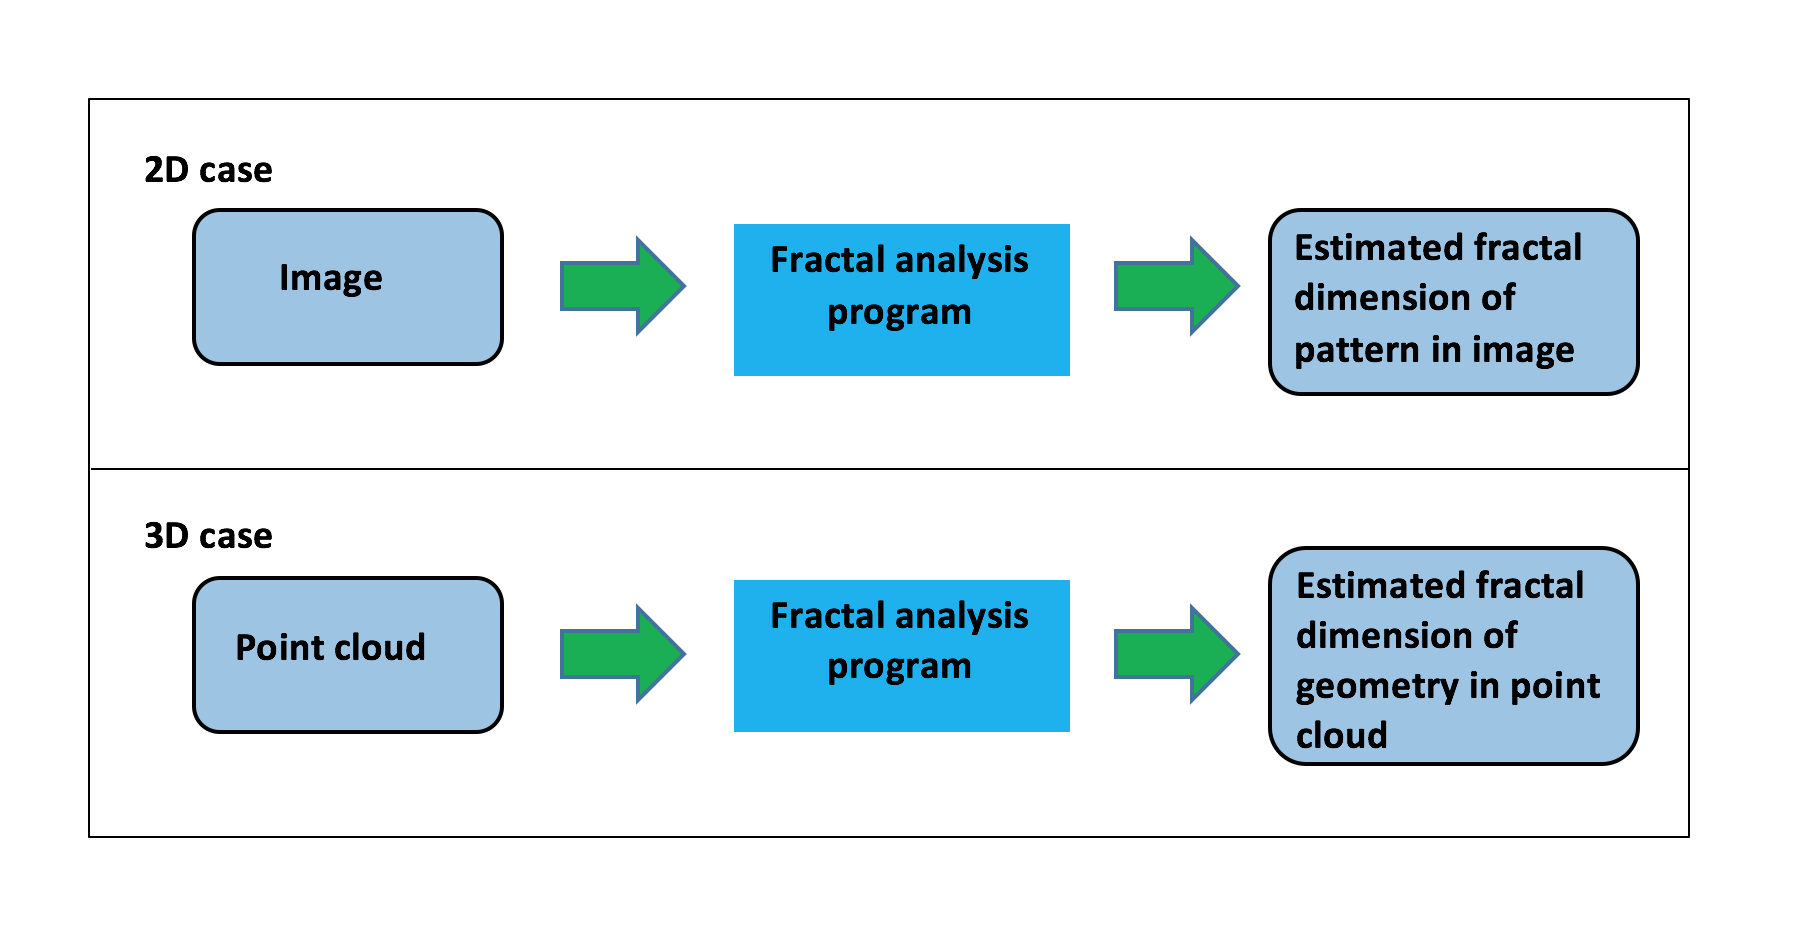 2D case
Image
Fractal analysis
program
Estimated fractal
dimension of
pattern in image
3D case
Point cloud
Fractal analysis
program
Estimated fractal
dimension of
geometry in point
cloud